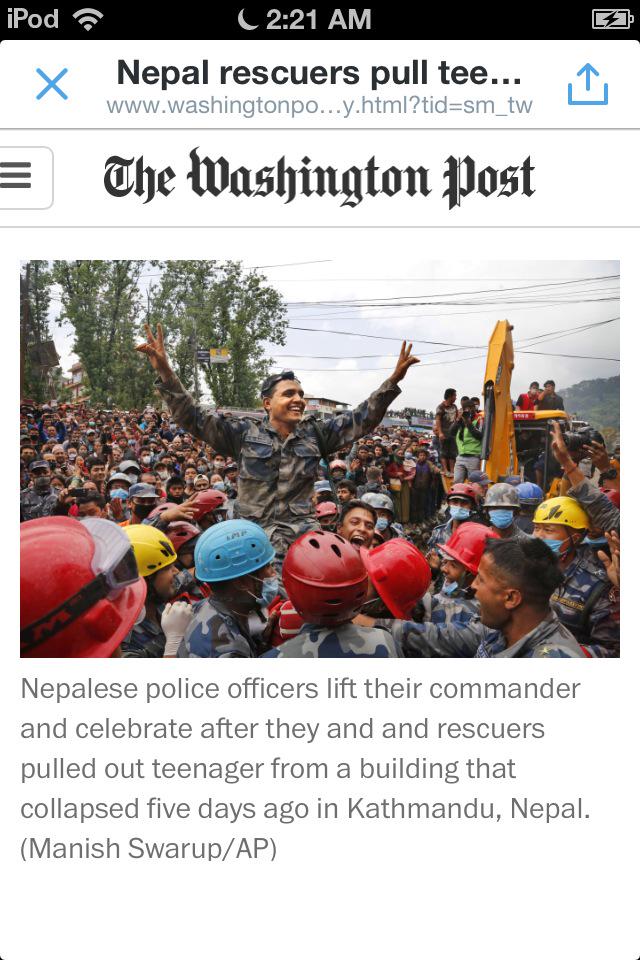 iPod 2:21 AM
Nepal rescuers pull tee...
www.washingtonpo...y.html?tid=sm_tw
The Washington Post
Nepalese police officers lift their commander
and celebrate after they and and rescuers
pulled out teenager from a building that
collapsed five days ago in Kathmandu, Nepal.
(Manish Swarup/AP)